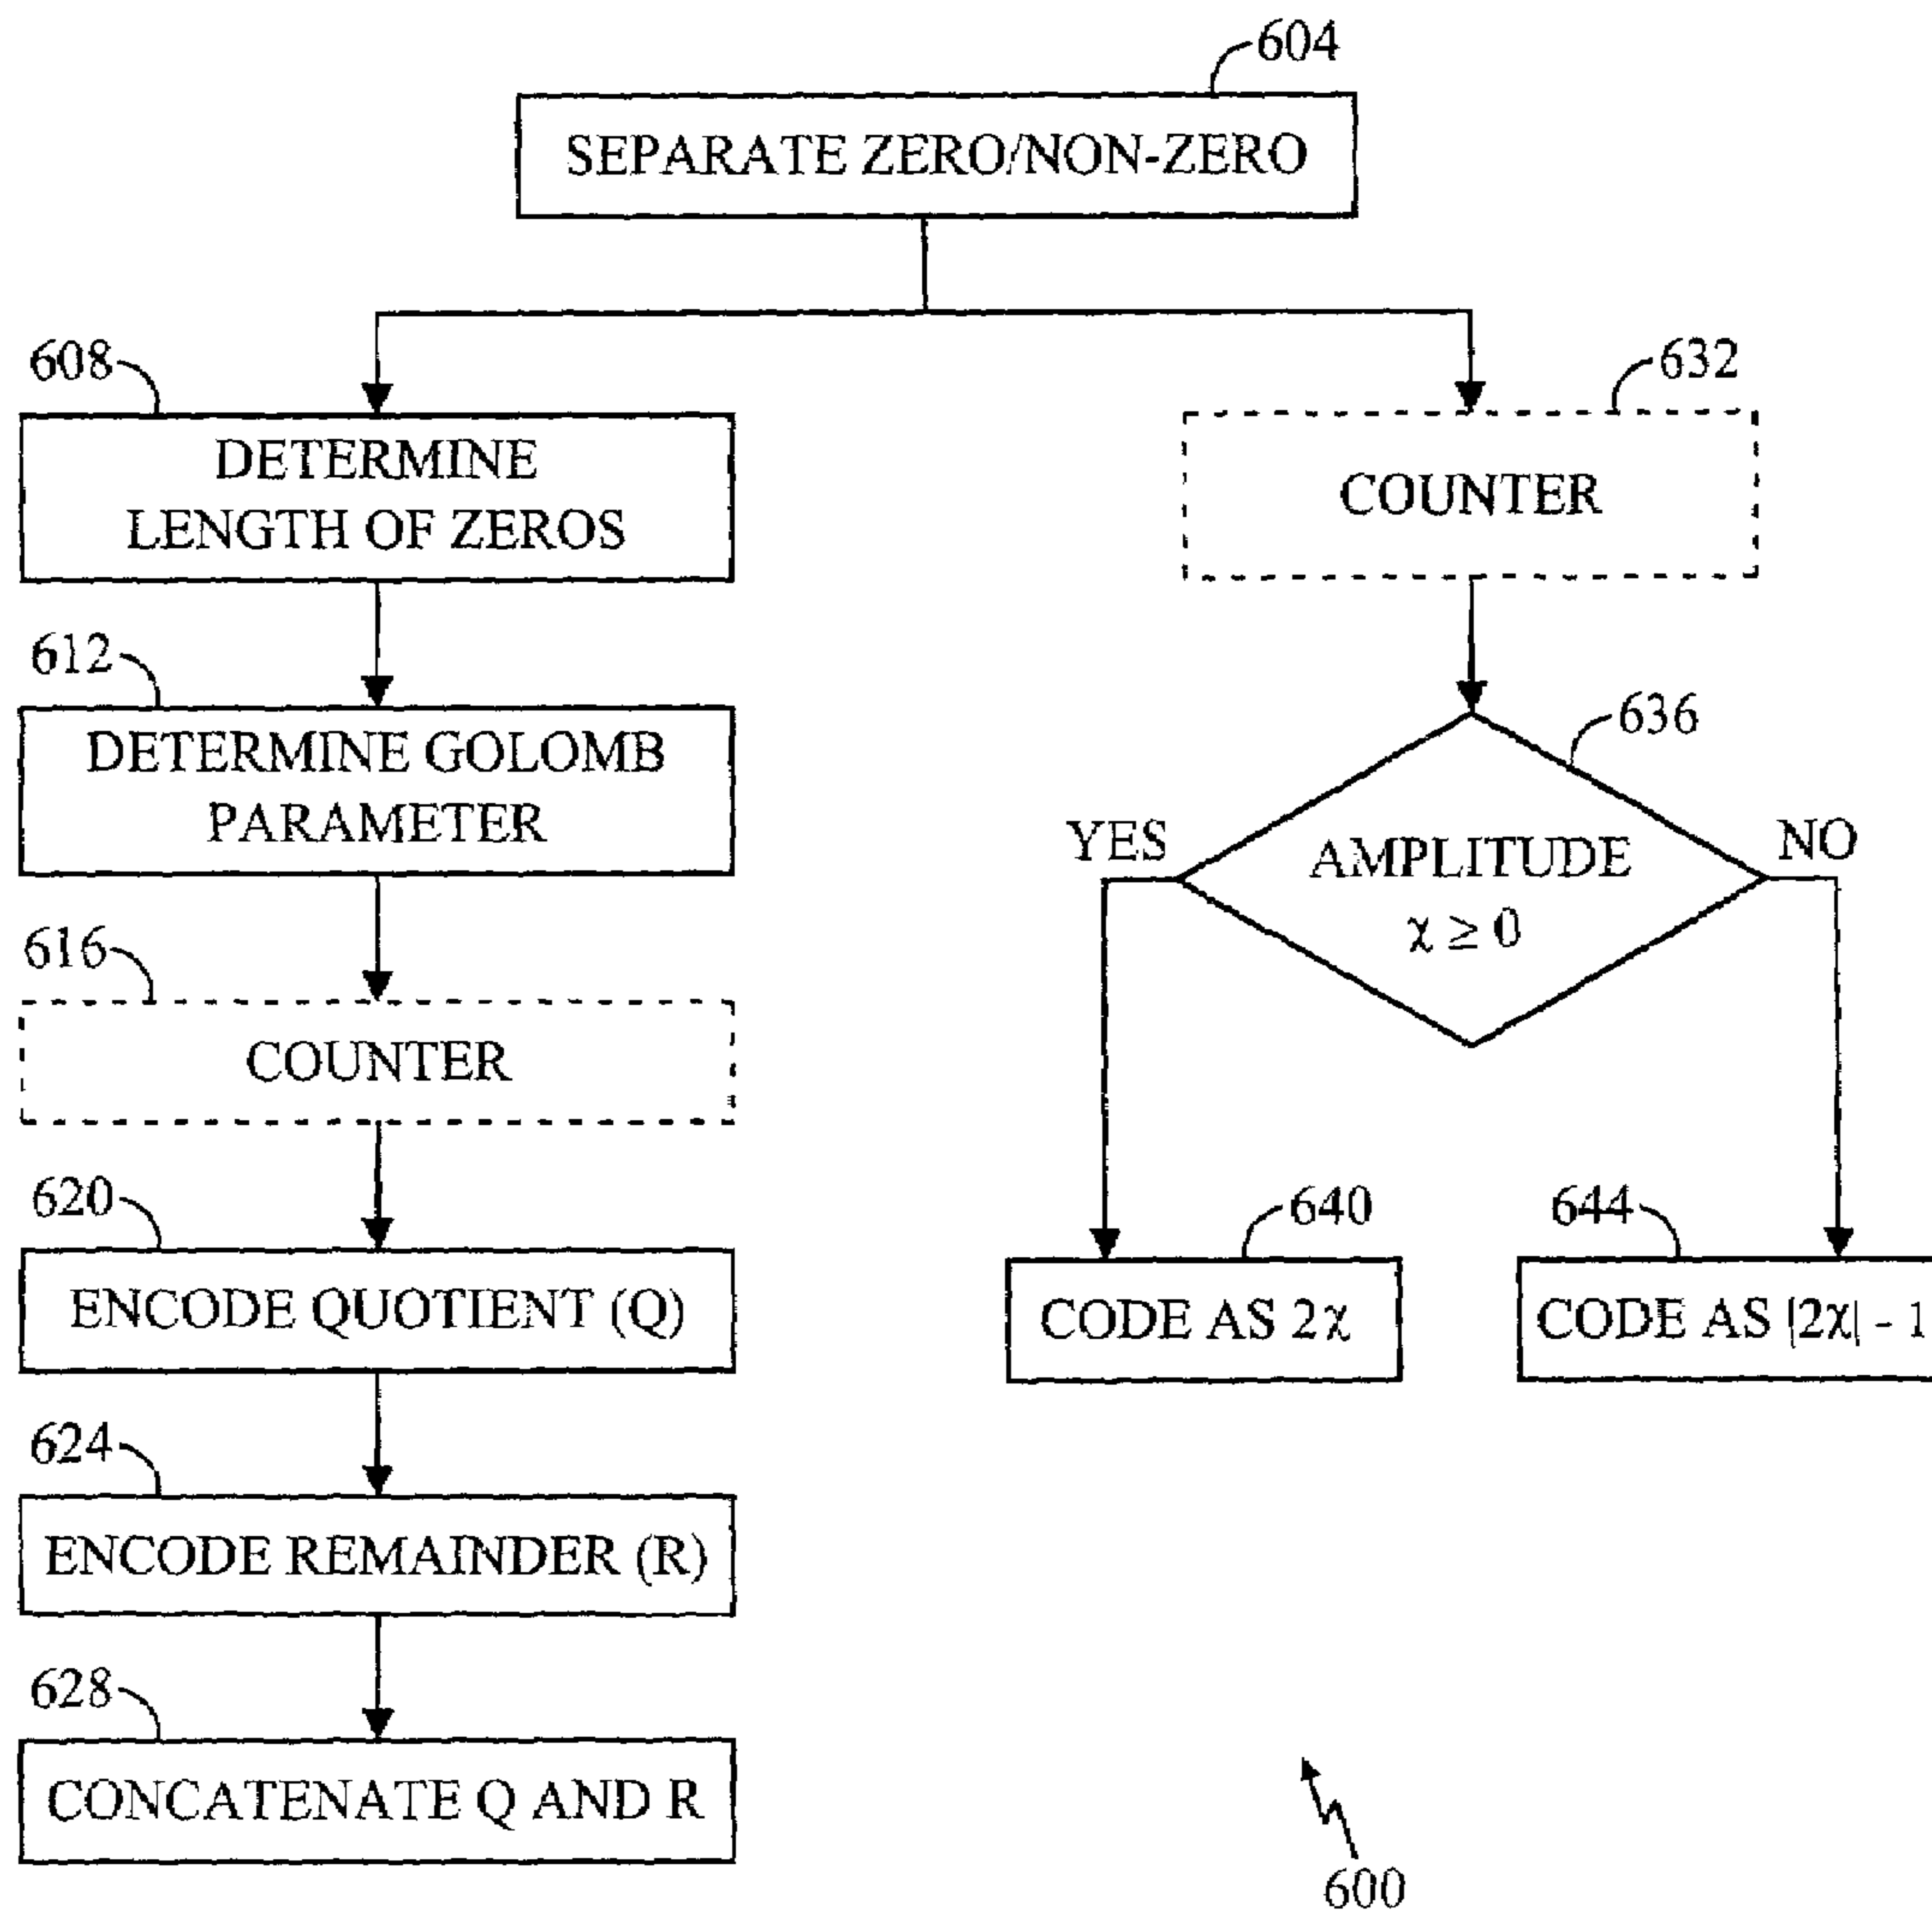 604
SEPARATE ZERO/NON-ZERO
608
DETERMINE
LENGTH OF ZEROS
612
DETERMINE GOLOMB
PARAMETER
616
COUNTER
620
ENCODE QUOTIENT (Q)
624
ENCODE REMAINDER (R)
628
CONCATENATE Q AND R
632
COUNTER
636
AMPLITUDE
χ ≥ 0
YES
NO
640
CODE AS 2χ
644
CODE AS |2χ| - 1
600